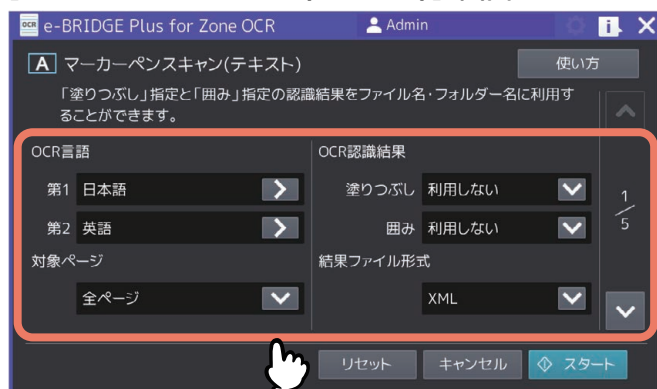 OCR e-BRIDGE Plus for Zone OCR
Admin
i
A マーカーペンスキャン(テキスト)
使い方
「塗りつぶし」指定と「囲み」指定の認識結果をファイル名・フォルダー名に利用す
ることができます。
OCR言語
第1 日本語
第2 英語
対象ページ
全ページ
OCR認識結果
塗りつぶし 利用しない
囲み 利用しない
結果ファイル形式
XML
1
/
5
リセット
キャンセル
スタート